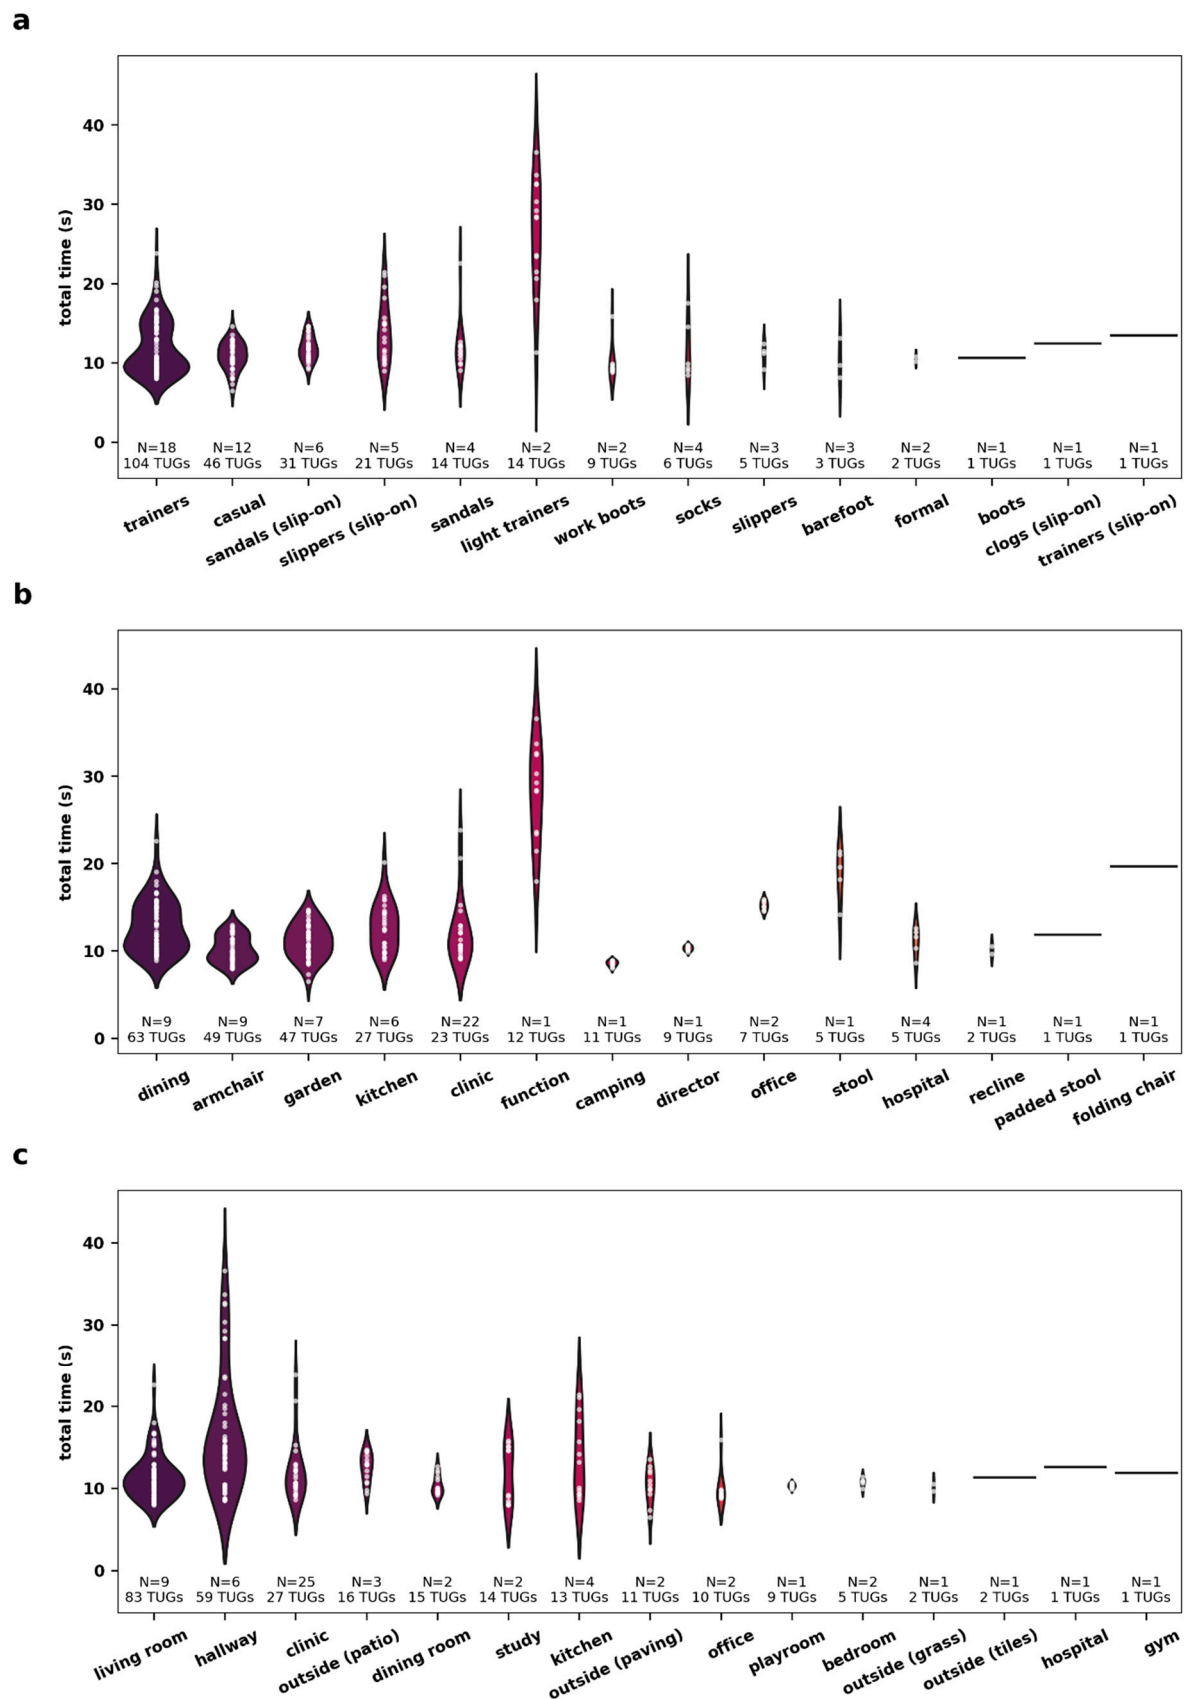 a
total time (s)
40
30
20
10
0
N=18 N=12 N=6 N=5 N=4 N=2 N=2 N=4 N=3 N=3 N=2 N=1 N=1 N=1
104 TUGs 46 TUGs 31 TUGs 21 TUGs 14 TUGs 14 TUGs 9 TUGs 6 TUGs 5 TUGs 3 TUGs 2 TUGs 1 TUGs 1 TUGs 1 TUGs
trainers casual sandals (slip-on) slippers (slip-on) sandals light trainers work boots socks slippers barefoot formal boots clogs (slip-on) trainers (slip-on)
b
total time (s)
40
30
20
10
0
N=9 N=9 N=7 N=6 N=22 N=1 N=1 N=1 N=2 N=1 N=4 N=1 N=1 N=1
63 TUGs 49 TUGs 47 TUGs 27 TUGs 23 TUGs 12 TUGs 11 TUGs 9 TUGs 7 TUGs 5 TUGs 5 TUGs 2 TUGs 1 TUGs 1 TUGs
dining armchair garden kitchen clinic function camping director office stool hospital recline padded stool folding chair
c
total time (s)
40
30
20
10
0
N=9 N=6 N=25 N=3 N=2 N=2 N=4 N=2 N=2 N=1 N=2 N=1 N=1 N=1 N=1
83 TUGs 59 TUGs 27 TUGs 16 TUGs 15 TUGs 14 TUGs 13 TUGs 11 TUGs 10 TUGs 9 TUGs 5 TUGs 2 TUGs 2 TUGs 1 TUGs 1 TUGs
living room hallway clinic outside (patio) dining room study kitchen outside (paving) office playroom bedroom outside (grass) outside (tiles) hospital gym